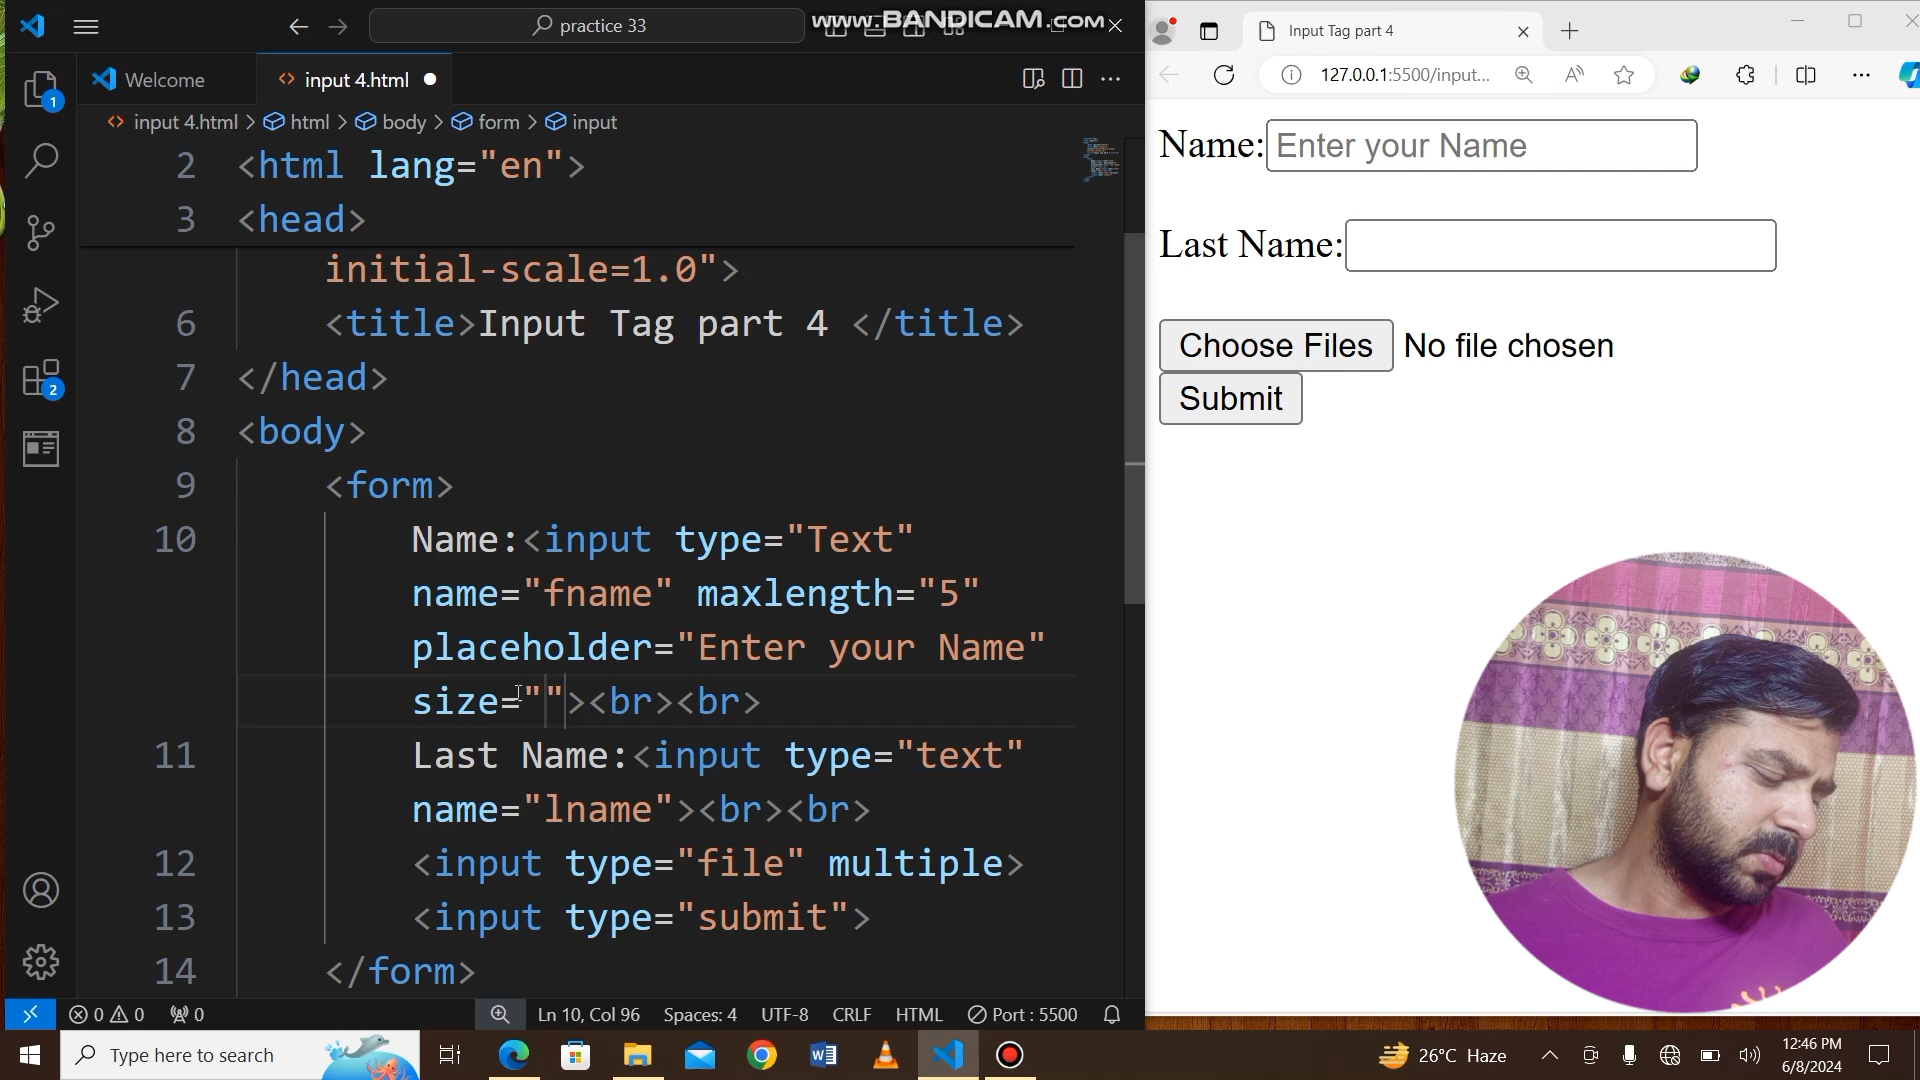 practice 33
www.BANDICAM.com
Welcome
input 4.html
input 4.html > html > body > form > input
2 <html lang="en">
3 <head>
initial-scale=1.0">
6 <title>Input Tag part 4 </title>
7 </head>
8 <body>
9 <form>
10 Name:<input type="Text"
name="fname" maxlength="5"
placeholder="Enter your Name"
size=""><br><br>
11 Last Name:<input type="text"
name="lname"><br><br>
12 <input type="file" multiple>
13 <input type="submit">
14 </form>
1
2
0 0 0
Ln 10, Col 96 Spaces: 4 UTF-8 CRLF HTML Port : 5500
Input Tag part 4
127.0.0.1:5500/input...
Name: Enter your Name
Last Name:
Choose Files No file chosen
Submit
Type here to search
26°C Haze
12:46 PM
6/8/2024